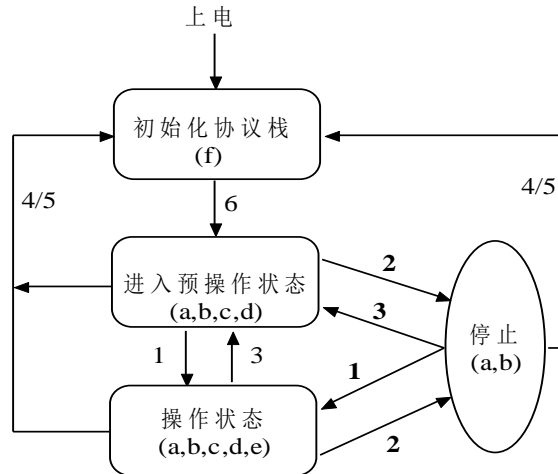 上电
初始化协议栈
(f)
4/5
4/5
6
进入预操作状态
(a,b,c,d)
2
3
停止
(a,b)
1
3
1
操作状态
(a,b,c,d,e)
2